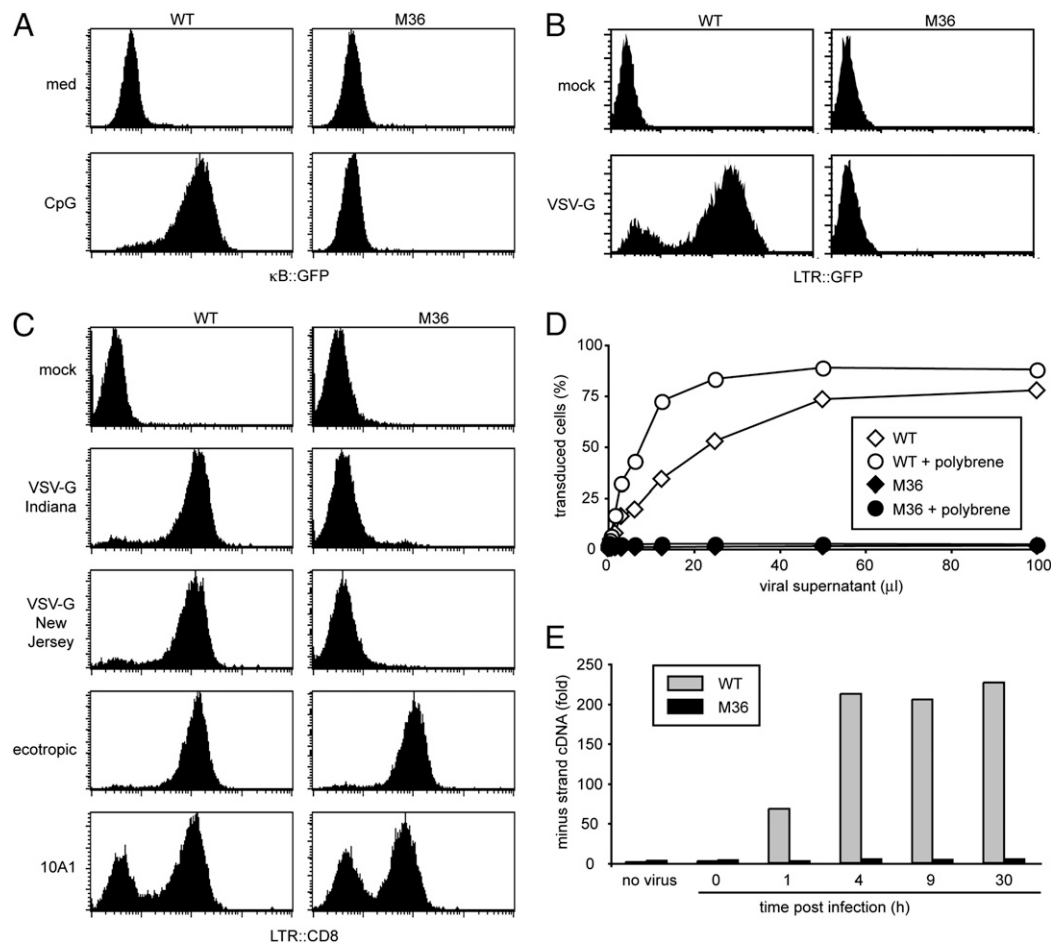 A
WT
M36
med
CpG
κB::GFP
B
WT
M36
mock
VSV-G
LTR::GFP
C
WT
M36
mock
VSV-G
Indiana
VSV-G
New
Jersey
ecotropic
10A1
LTR::CD8
D
transduced cells (%)
100
75
50
25
0
0 20 40 60 80 100
viral supernatant (µl)
WT
WT + polybrene
M36
M36 + polybrene
E
minus strand cDNA (fold)
250
200
150
100
50
0
WT
M36
no virus 0 1 4 9 30
time post infection (h)